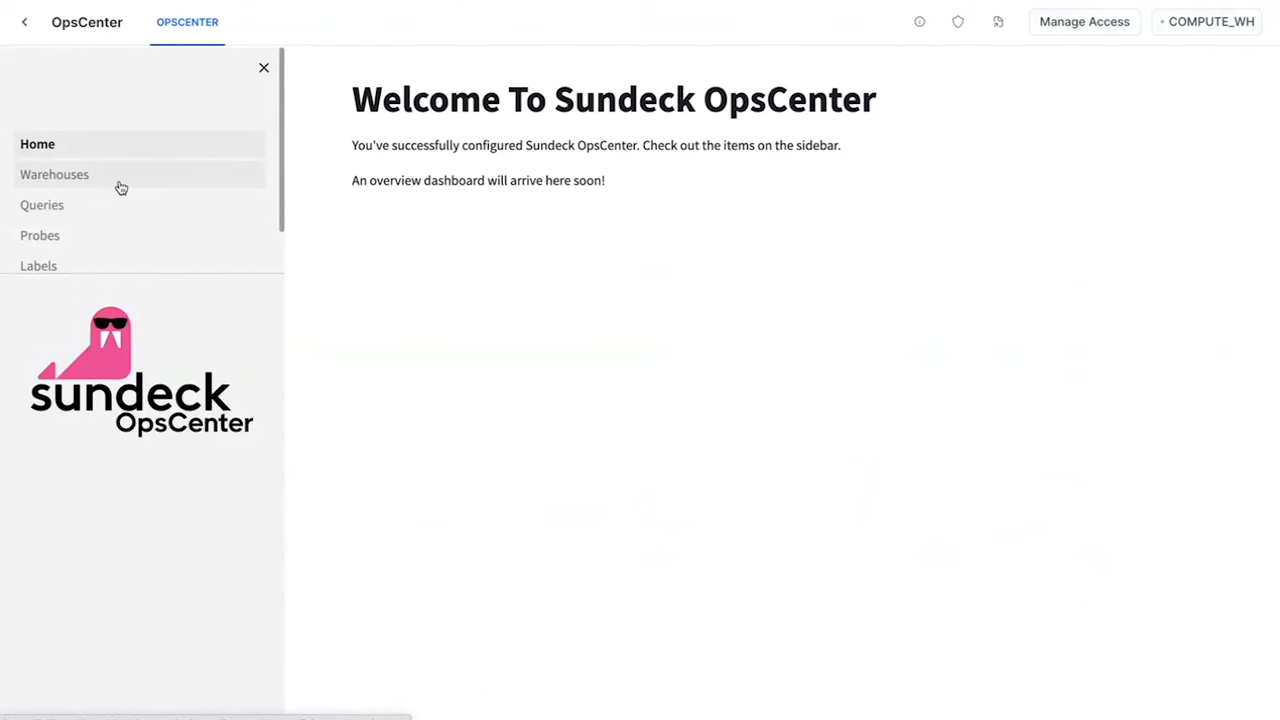 OpsCenter
OPSCENTER
Manage Access
COMPUTE_WH
Home
Warehouses
Queries
Probes
Labels
sundeck
OpsCenter
Welcome To Sundeck OpsCenter
You've successfully configured Sundeck OpsCenter. Check out the items on the sidebar.
An overview dashboard will arrive here soon!